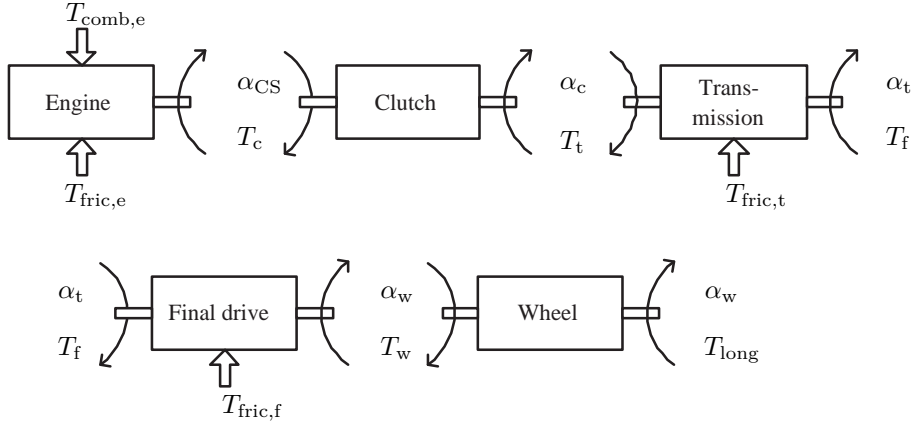 T_comb,e
Engine
T_fric,e
α_CS
T_c
Clutch
α_c
T_t
Trans-
mission
T_fric,t
α_t
T_f
α_t
T_f
Final drive
T_fric,f
α_w
T_w
Wheel
α_w
T_long